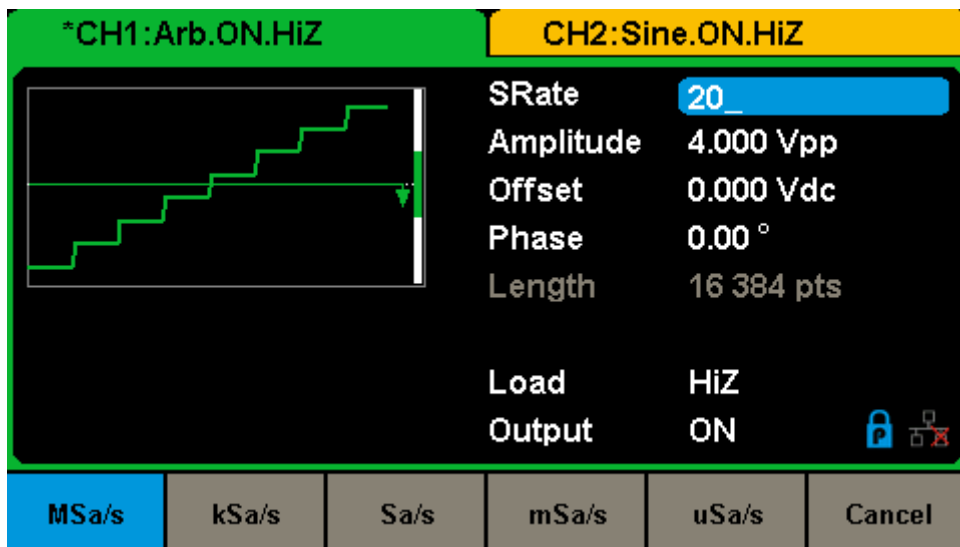 *CH1:Arb.ON.HiZ
CH2:Sine.ON.HiZ
SRate 20_
Amplitude 4.000 Vpp
Offset 0.000 Vdc
Phase 0.00 °
Length 16 384 pts
Load HiZ
Output ON
P
MSa/s kSa/s Sa/s mSa/s uSa/s Cancel